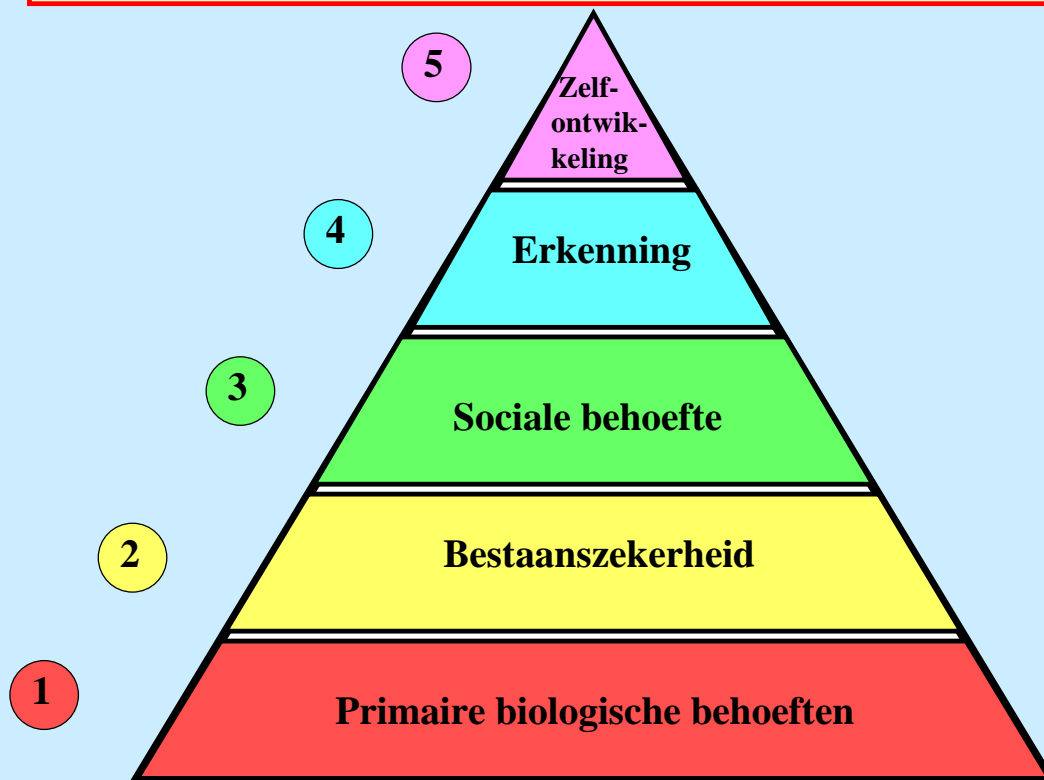 5
Zelf-
ontwik-
keling
4
Erkenning
3
Sociale behoefte
2
Bestaanszekerheid
1
Primaire biologische behoeften